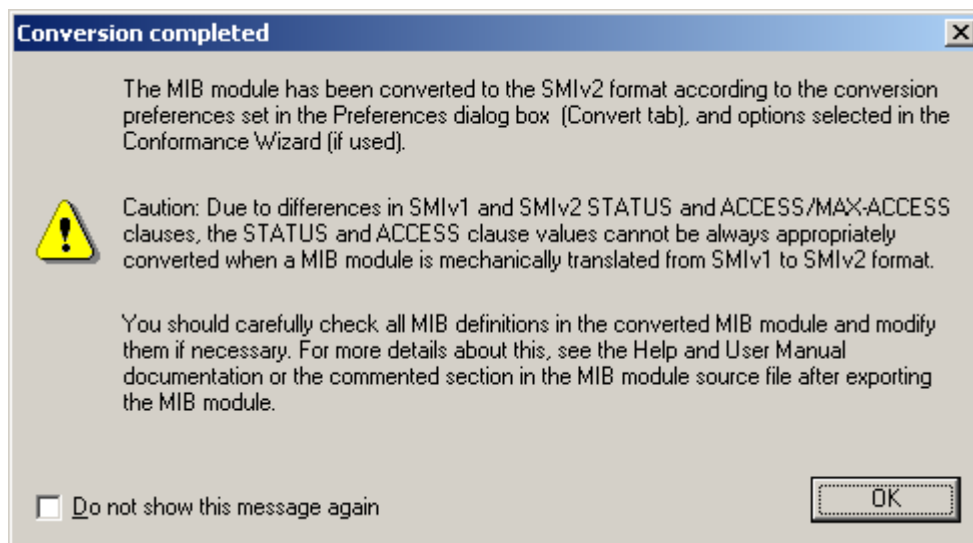 Conversion completed
The MIB module has been converted to the SMIv2 format according to the conversion
preferences set in the Preferences dialog box (Convert tab), and options selected in the
Conformance Wizard (if used).
Caution: Due to differences in SMIv1 and SMIv2 STATUS and ACCESS/MAX-ACCESS
clauses, the STATUS and ACCESS clause values cannot be always appropriately
converted when a MIB module is mechanically translated from SMIv1 to SMIv2 format.
You should carefully check all MIB definitions in the converted MIB module and modify
them if necessary. For more details about this, see the Help and User Manual
documentation or the commented section in the MIB module source file after exporting
the MIB module.
Do not show this message again
OK